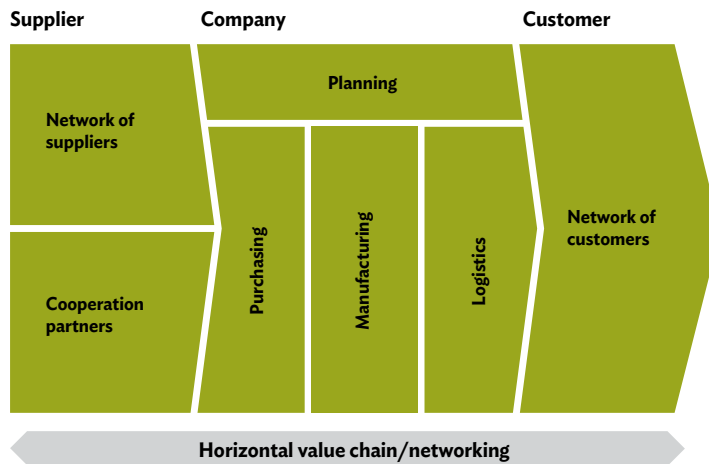 Supplier
Company
Customer
Planning
Network of
suppliers
Cooperation
partners
Purchasing
Manufacturing
Logistics
Network of
customers
Horizontal value chain/networking